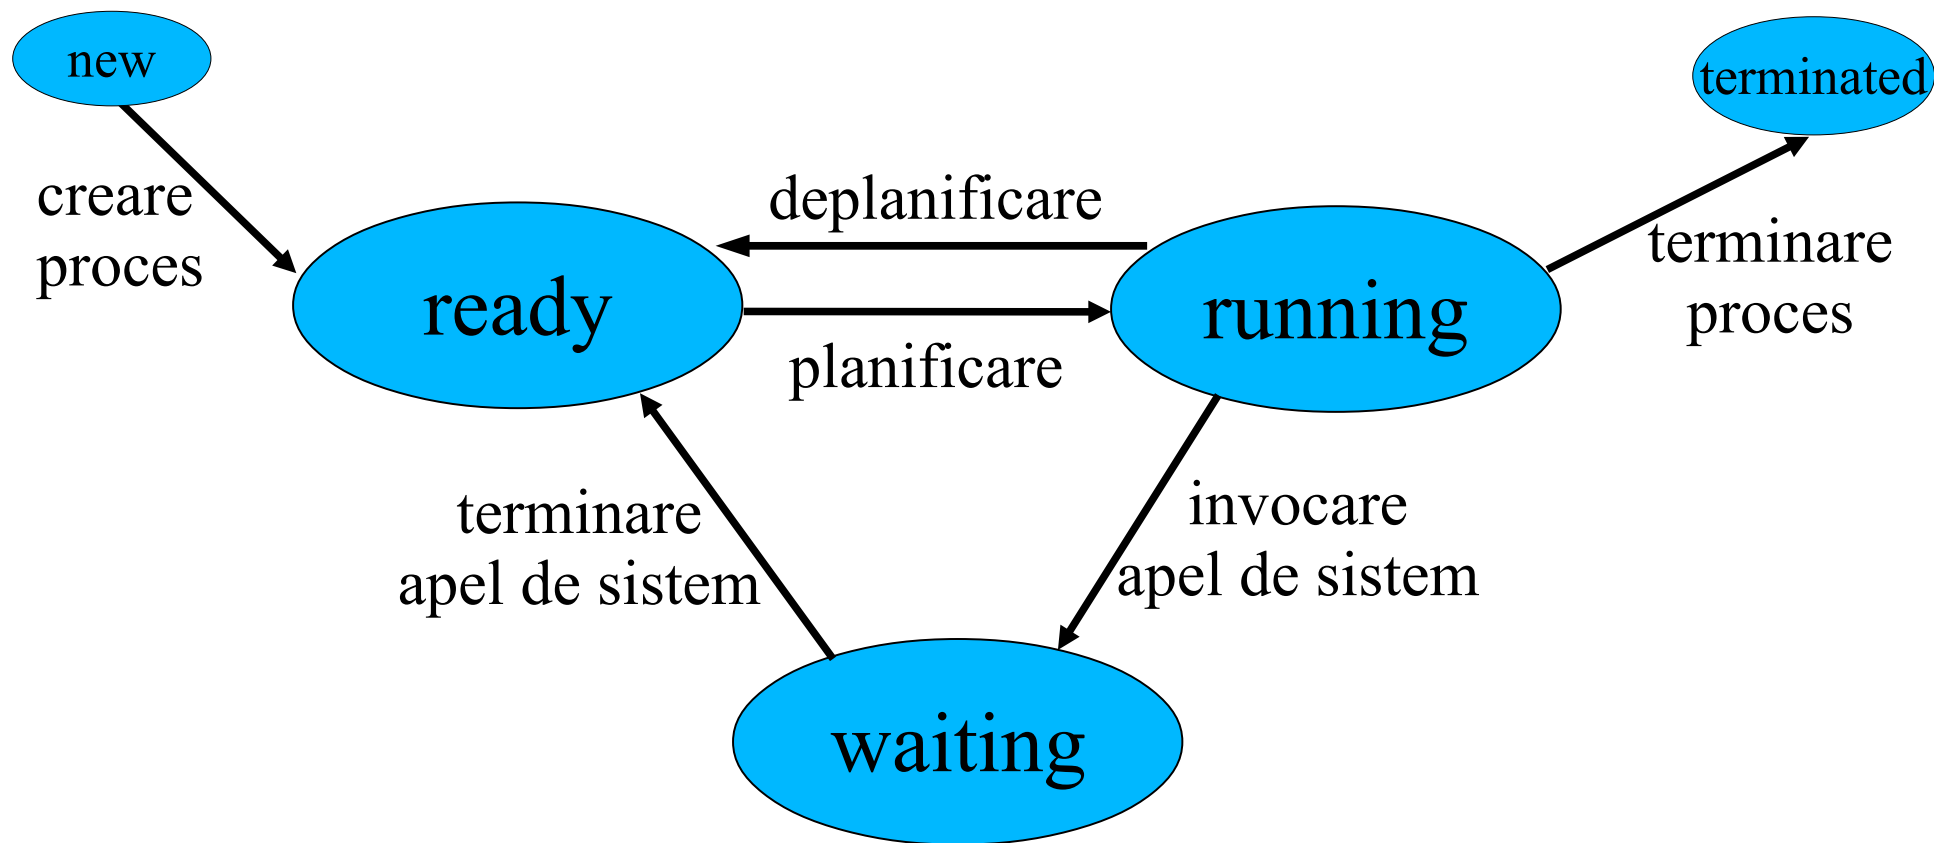 new
terminated
creare
proces
deplanificare
terminare
proces
ready
running
planificare
terminare
apel de sistem
invocare
apel de sistem
waiting